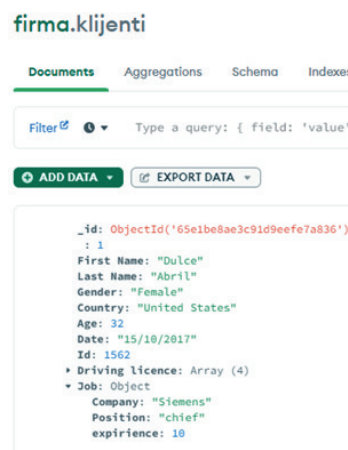 firma.klijenti
Documents Aggregations Schema Indexes
Filter Type a query: { field: 'value'
ADD DATA EXPORT DATA
_id: ObjectId('65e1be8ae3c91d9eefe7a836')
: 1
First Name: "Dulce"
Last Name: "Abril"
Gender: "Female"
Country: "United States"
Age: 32
Date: "15/10/2017"
Id: 1562
Driving licence: Array (4)
Job: Object
Company: "Siemens"
Position: "chief"
expirience: 10